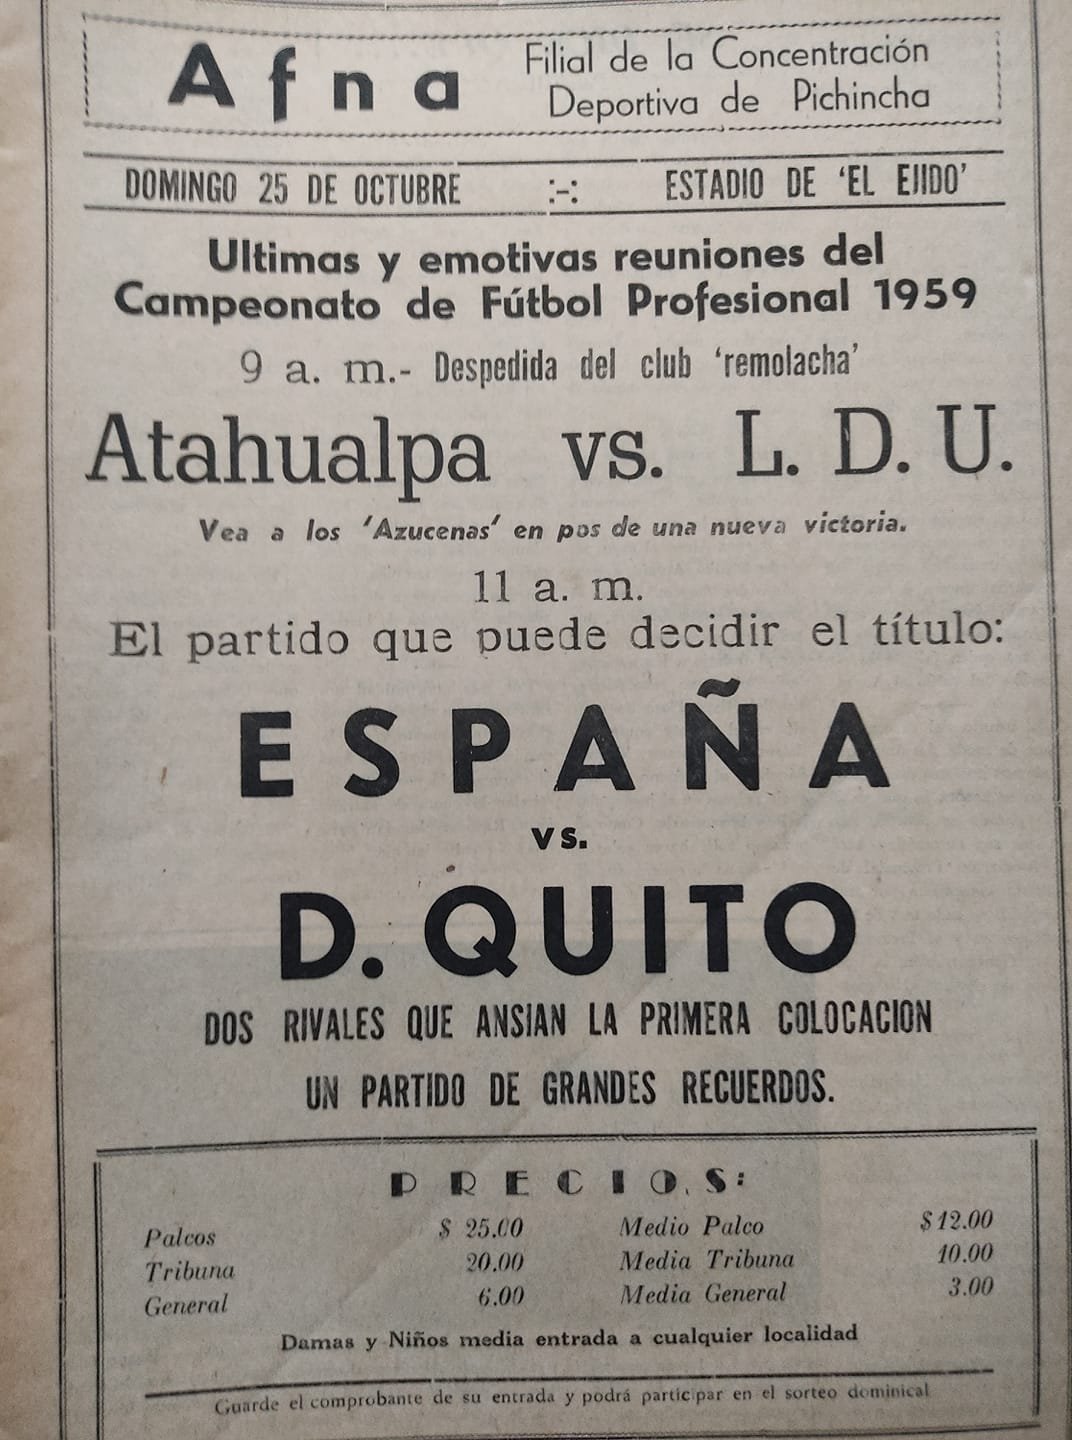 Afna
Filial de la Concentración
Deportiva de Pichincha
DOMINGO 25 DE OCTUBRE :-: ESTADIO DE 'EL EJIDO'
Ultimas y emotivas reuniones del
Campeonato de Fútbol Profesional 1959
9 a. m.- Despedida del club 'remolacha'
Atahualpa vs. L. D. U.
Vea a los 'Azucenas' en pos de una nueva victoria.
11 a. m.
El partido que puede decidir el título:
ESPAÑA
vs.
D. QUITO
DOS RIVALES QUE ANSIAN LA PRIMERA COLOCACION
UN PARTIDO DE GRANDES RECUERDOS.
PRECIOS:
Palcos $ 25.00 Medio Palco $12.00
Tribuna 20.00 Media Tribuna 10.00
General 6.00 Media General 3.00
Damas y Niños media entrada a cualquier localidad
Guarde el comprobante de su entrada y podrá participar en el sorteo dominical